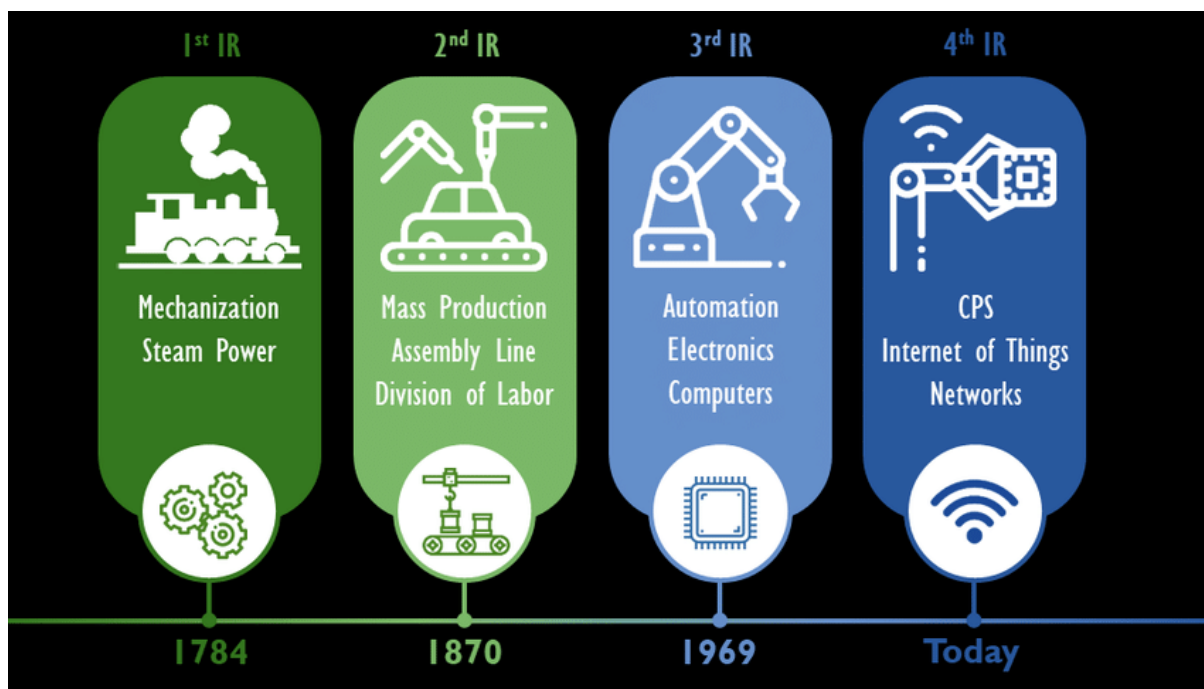 1st IR
Mechanization
Steam Power
1784
2nd IR
Mass Production
Assembly Line
Division of Labor
1870
3rd IR
Automation
Electronics
Computers
1969
4th IR
CPS
Internet of Things
Networks
Today